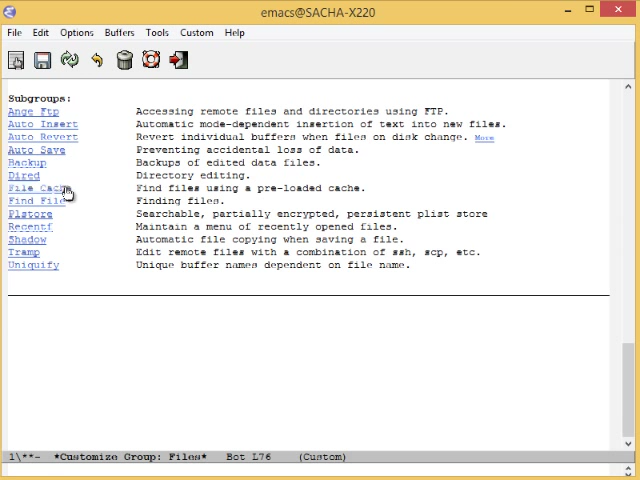 emacs@SACHA-X220
File Edit Options Buffers Tools Custom Help
Subgroups:
Ange Ftp Accessing remote files and directories using FTP.
Auto Insert Automatic mode-dependent insertion of text into new files.
Auto Revert Revert individual buffers when files on disk change. More
Auto Save Preventing accidental loss of data.
Backup Backups of edited data files.
Dired Directory editing.
File Cache Find files using a pre-loaded cache.
Find File Finding files.
Plstore Searchable, partially encrypted, persistent plist store
Recentf Maintain a menu of recently opened files.
Shadow Automatic file copying when saving a file.
Tramp Edit remote files with a combination of ssh, scp, etc.
Uniquify Unique buffer names dependent on file name.
1\**- *Customize Group: Files* Bot L76 (Custom)